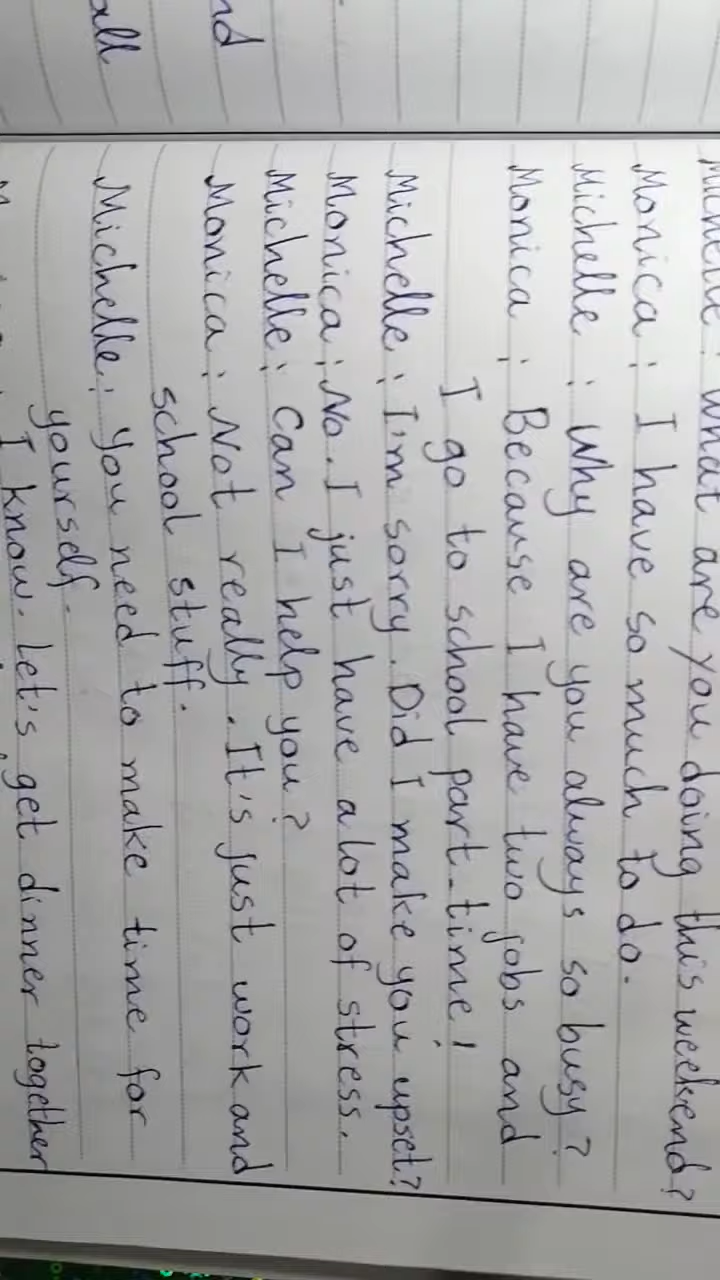 Michelle : What are you doing this weekend?
Monica : I have so much to do.
Michelle : Why are you always so busy?
Monica : Because I have two jobs and
I go to school part-time!
Michelle : I'm sorry. Did I make you upset?
Monica : No. I just have a lot of stress.
Michelle : Can I help you?
Monica : Not really. It's just work and
school stuff.
Michelle : You need to make time for
yourself.
I know. Let's get dinner together
nd
all